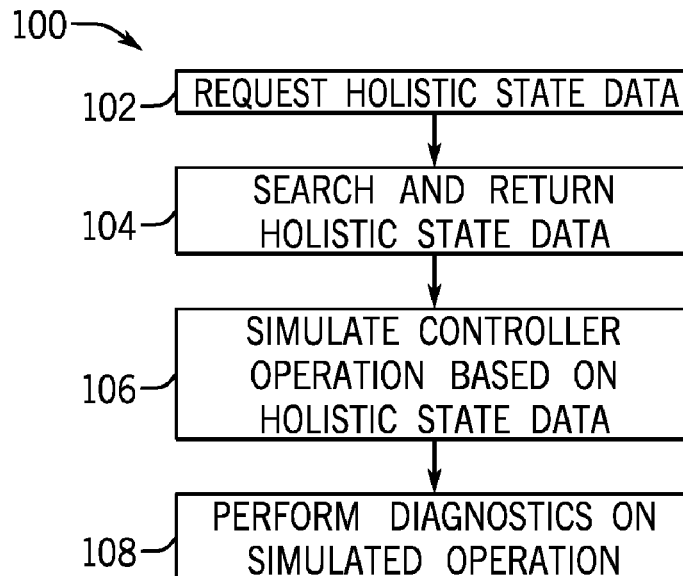 100
102
REQUEST HOLISTIC STATE DATA
104
SEARCH AND RETURN
HOLISTIC STATE DATA
106
SIMULATE CONTROLLER
OPERATION BASED ON
HOLISTIC STATE DATA
108
PERFORM DIAGNOSTICS ON
SIMULATED OPERATION